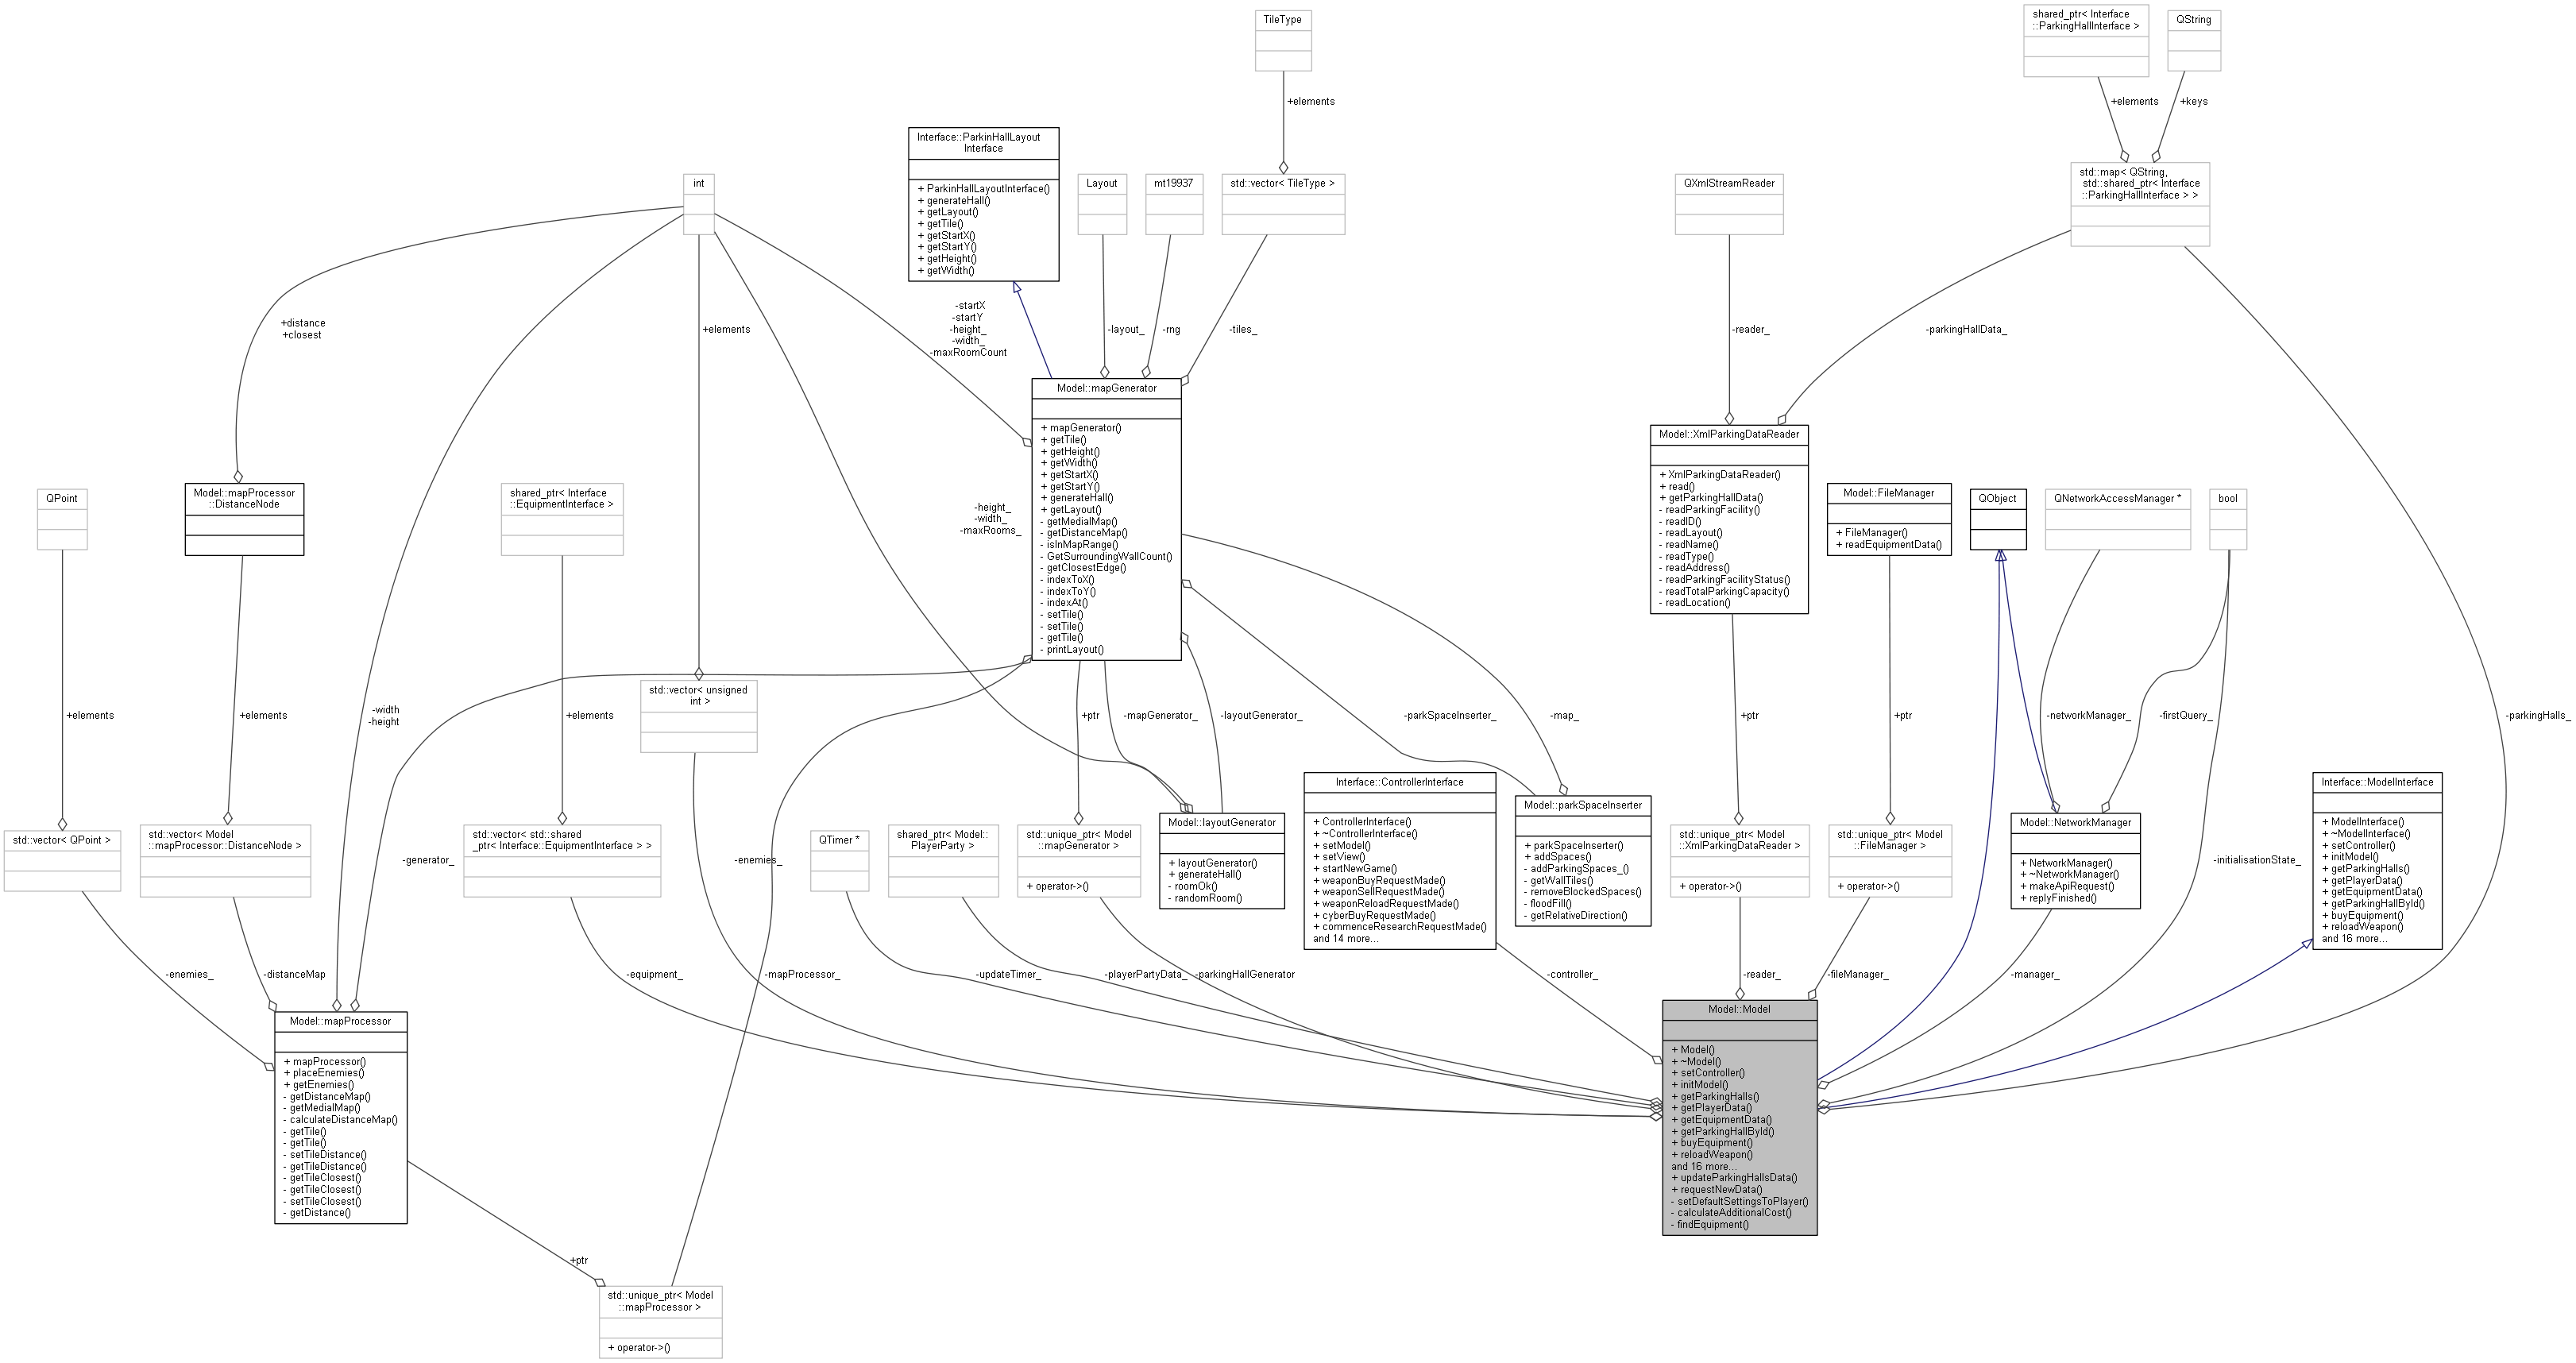 TileType
shared_ptr< Interface
::ParkingHallInterface >
QString
+elements
+elements
+keys
Interface::ParkinHallLayout
Interface
+ ParkinHallLayoutInterface()
+ generateHall()
+ getLayout()
+ getTile()
+ getStartX()
+ getStartY()
+ getHeight()
+ getWidth()
int
Layout
mt19937
std::vector< TileType >
QXmlStreamReader
std::map< QString,
std::shared_ptr< Interface
::ParkingHallInterface > >
+distance
+closest
+elements
-startX
-startY
-height_
-width_
-maxRoomCount
-layout_
-rng
-tiles_
-reader_
-parkingHallData_
Model::mapGenerator
+ mapGenerator()
+ getTile()
+ getHeight()
+ getWidth()
+ getStartX()
+ getStartY()
+ generateHall()
+ getLayout()
- getMedialMap()
- getDistanceMap()
- isInMapRange()
- GetSurroundingWallCount()
- getClosestEdge()
- indexToX()
- indexToY()
- indexAt()
- setTile()
- setTile()
- getTile()
- printLayout()
Model::XmlParkingDataReader
+ XmlParkingDataReader()
+ read()
+ getParkingHallData()
- readParkingFacility()
- readID()
- readLayout()
- readName()
- readType()
- readAddress()
- readParkingFacilityStatus()
- readTotalParkingCapacity()
- readLocation()
QPoint
Model::mapProcessor
::DistanceNode
shared_ptr< Interface
::EquipmentInterface >
-height_
-width_
-maxRooms_
Model::FileManager
+ FileManager()
+ readEquipmentData()
QObject
QNetworkAccessManager *
bool
std::vector< unsigned
int >
+elements
+elements
-width
-height
+elements
+ptr
-mapGenerator_
-layoutGenerator_
-parkSpaceInserter_
-map_
+ptr
+ptr
-networkManager_
-firstQuery_
-parkingHalls_
std::vector< QPoint >
std::vector< Model
::mapProcessor::DistanceNode >
-generator_
std::vector< std::shared
_ptr< Interface::EquipmentInterface > >
-enemies_
QTimer *
shared_ptr< Model::
PlayerParty >
std::unique_ptr< Model
::mapGenerator >
+ operator->()
Model::layoutGenerator
+ layoutGenerator()
+ generateHall()
- roomOk()
- randomRoom()
Interface::ControllerInterface
+ ControllerInterface()
+ ~ControllerInterface()
+ setModel()
+ setView()
+ startNewGame()
+ weaponBuyRequestMade()
+ weaponSellRequestMade()
+ weaponReloadRequestMade()
+ cyberBuyRequestMade()
+ commenceResearchRequestMade()
and 14 more...
Model::parkSpaceInserter
+ parkSpaceInserter()
+ addSpaces()
- addParkingSpaces_()
- getWallTiles()
- removeBlockedSpaces()
- floodFill()
- getRelativeDirection()
std::unique_ptr< Model
::XmlParkingDataReader >
+ operator->()
std::unique_ptr< Model
::FileManager >
+ operator->()
Model::NetworkManager
+ NetworkManager()
+ ~NetworkManager()
+ makeApiRequest()
+ replyFinished()
-initialisationState_
Interface::ModelInterface
+ ModelInterface()
+ ~ModelInterface()
+ setController()
+ initModel()
+ getParkingHalls()
+ getPlayerData()
+ getEquipmentData()
+ getParkingHallById()
+ buyEquipment()
+ reloadWeapon()
and 16 more...
-enemies_
-distanceMap
-equipment_
-mapProcessor_
-updateTimer_
-playerPartyData_
-parkingHallGenerator
-controller_
-reader_
-fileManager_
-manager_
Model::mapProcessor
+ mapProcessor()
+ placeEnemies()
+ getEnemies()
- getDistanceMap()
- getMedialMap()
- calculateDistanceMap()
- getTile()
- getTile()
- setTileDistance()
- getTileDistance()
- getTileClosest()
- getTileClosest()
- setTileClosest()
- getDistance()
Model::Model
+ Model()
+ ~Model()
+ setController()
+ initModel()
+ getParkingHalls()
+ getPlayerData()
+ getEquipmentData()
+ getParkingHallById()
+ buyEquipment()
+ reloadWeapon()
and 16 more...
+ updateParkingHallsData()
+ requestNewData()
- setDefaultSettingsToPlayer()
- calculateAdditionalCost()
- findEquipment()
+ptr
std::unique_ptr< Model
::mapProcessor >
+ operator->()